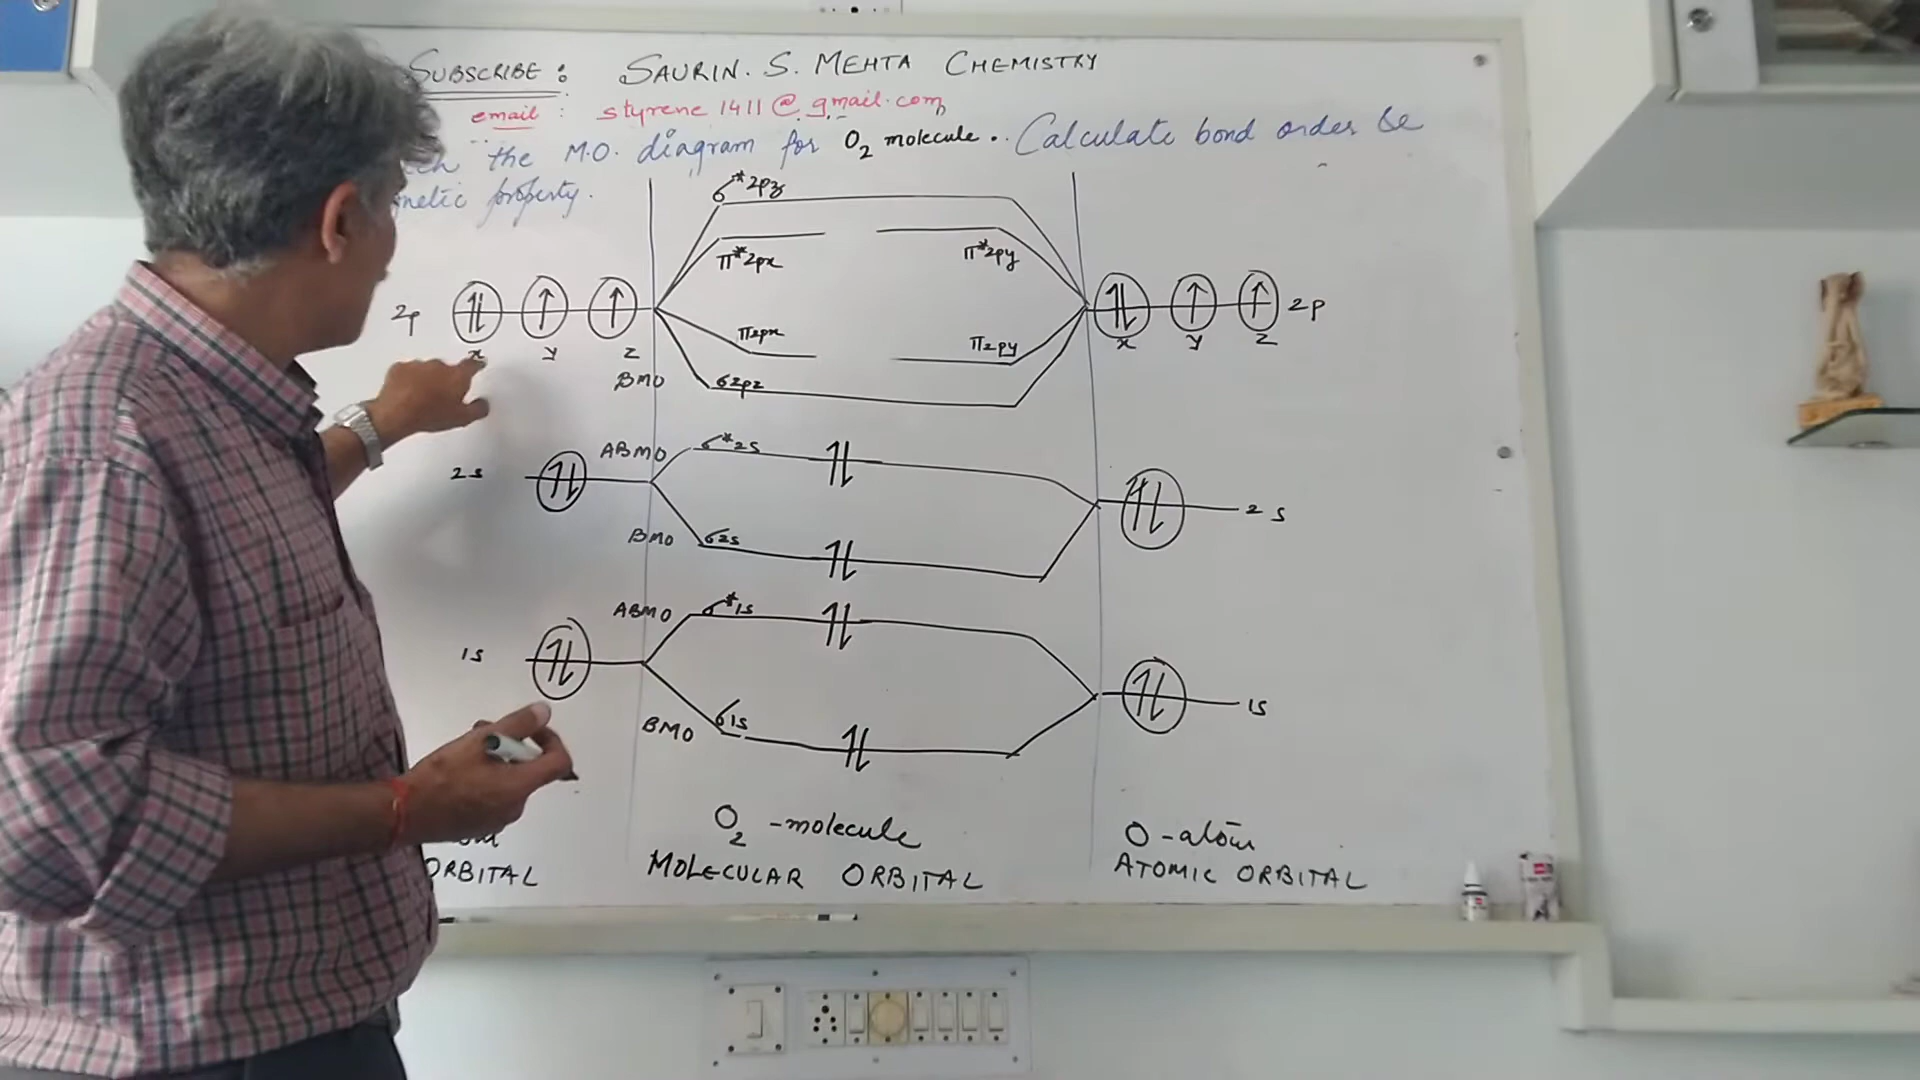 SUBSCRIBE : SAURIN. S. MEHTA CHEMISTRY
email : styrene1411@gmail.com
the M.O. diagram for O2 molecule. Calculate bond order &
netic property.
σ*2pz
π*2px π*2py
2p 2p
π2px π2py
x y z x y z
BMO σ2pz
ABMO σ*2s
2s 2s
BMO σ2s
ABMO σ*1s
1s 1s
BMO σ1s
O2 -molecule O-atom
ORBITAL MOLECULAR ORBITAL ATOMIC ORBITAL